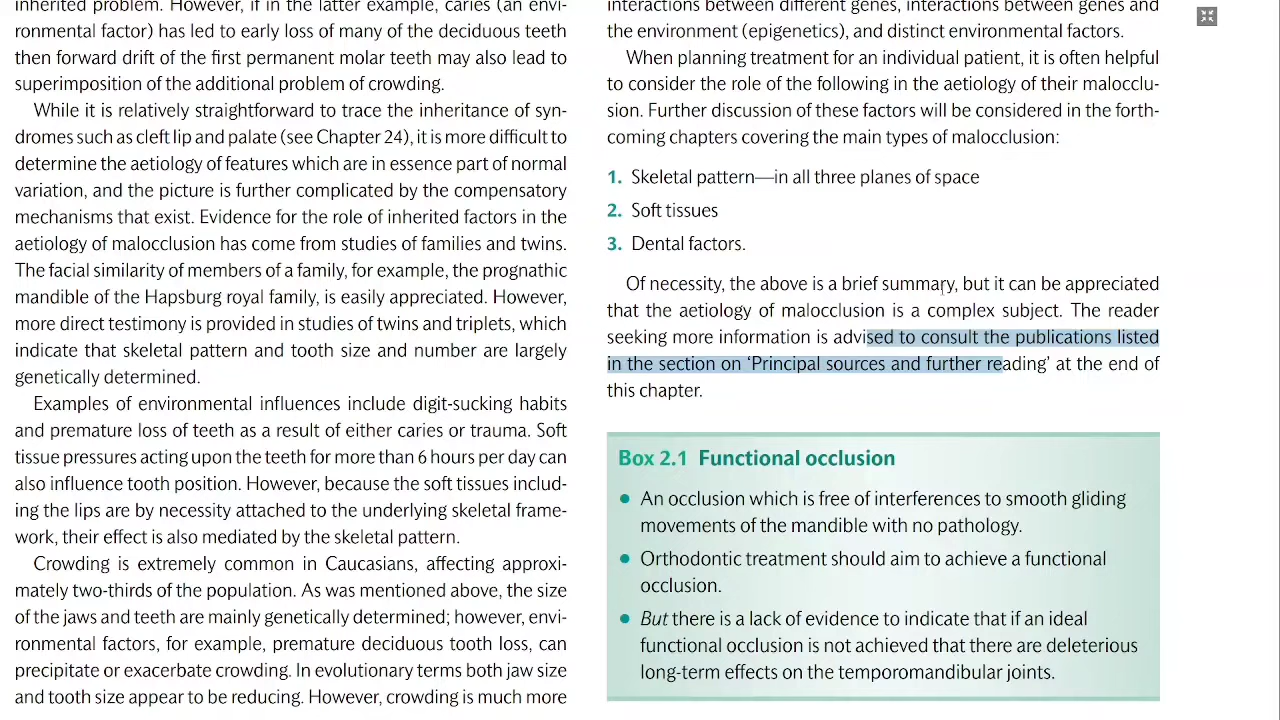 inherited problem. However, if in the latter example, caries (an envi-
ronmental factor) has led to early loss of many of the deciduous teeth
then forward drift of the first permanent molar teeth may also lead to
superimposition of the additional problem of crowding.
While it is relatively straightforward to trace the inheritance of syn-
dromes such as cleft lip and palate (see Chapter 24), it is more difficult to
determine the aetiology of features which are in essence part of normal
variation, and the picture is further complicated by the compensatory
mechanisms that exist. Evidence for the role of inherited factors in the
aetiology of malocclusion has come from studies of families and twins.
The facial similarity of members of a family, for example, the prognathic
mandible of the Hapsburg royal family, is easily appreciated. However,
more direct testimony is provided in studies of twins and triplets, which
indicate that skeletal pattern and tooth size and number are largely
genetically determined.
Examples of environmental influences include digit-sucking habits
and premature loss of teeth as a result of either caries or trauma. Soft
tissue pressures acting upon the teeth for more than 6 hours per day can
also influence tooth position. However, because the soft tissues includ-
ing the lips are by necessity attached to the underlying skeletal frame-
work, their effect is also mediated by the skeletal pattern.
Crowding is extremely common in Caucasians, affecting approxi-
mately two-thirds of the population. As was mentioned above, the size
of the jaws and teeth are mainly genetically determined; however, envi-
ronmental factors, for example, premature deciduous tooth loss, can
precipitate or exacerbate crowding. In evolutionary terms both jaw size
and tooth size appear to be reducing. However, crowding is much more
interactions between different genes, interactions between genes and
the environment (epigenetics), and distinct environmental factors.
When planning treatment for an individual patient, it is often helpful
to consider the role of the following in the aetiology of their malocclu-
sion. Further discussion of these factors will be considered in the forth-
coming chapters covering the main types of malocclusion:
1. Skeletal pattern—in all three planes of space
2. Soft tissues
3. Dental factors.
Of necessity, the above is a brief summary, but it can be appreciated
that the aetiology of malocclusion is a complex subject. The reader
seeking more information is advised to consult the publications listed
in the section on ‘Principal sources and further reading’ at the end of
this chapter.
Box 2.1 Functional occlusion
● An occlusion which is free of interferences to smooth gliding
movements of the mandible with no pathology.
● Orthodontic treatment should aim to achieve a functional
occlusion.
● But there is a lack of evidence to indicate that if an ideal
functional occlusion is not achieved that there are deleterious
long-term effects on the temporomandibular joints.